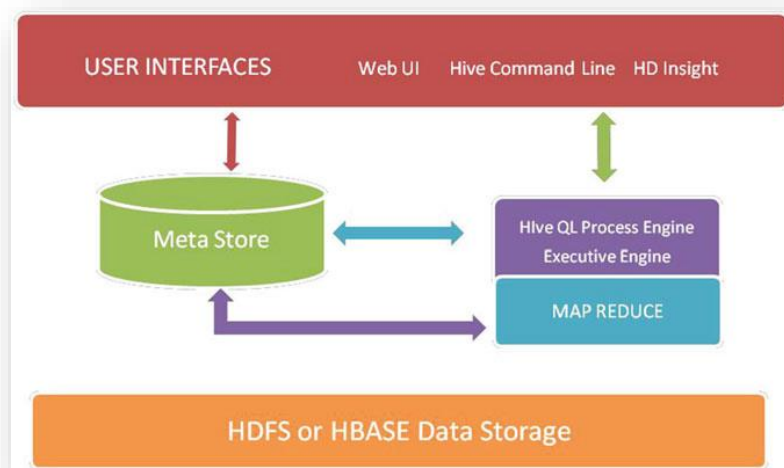 USER INTERFACES Web UI Hive Command Line HD Insight
Meta Store
HIve QL Process Engine
Executive Engine
MAP REDUCE
HDFS or HBASE Data Storage